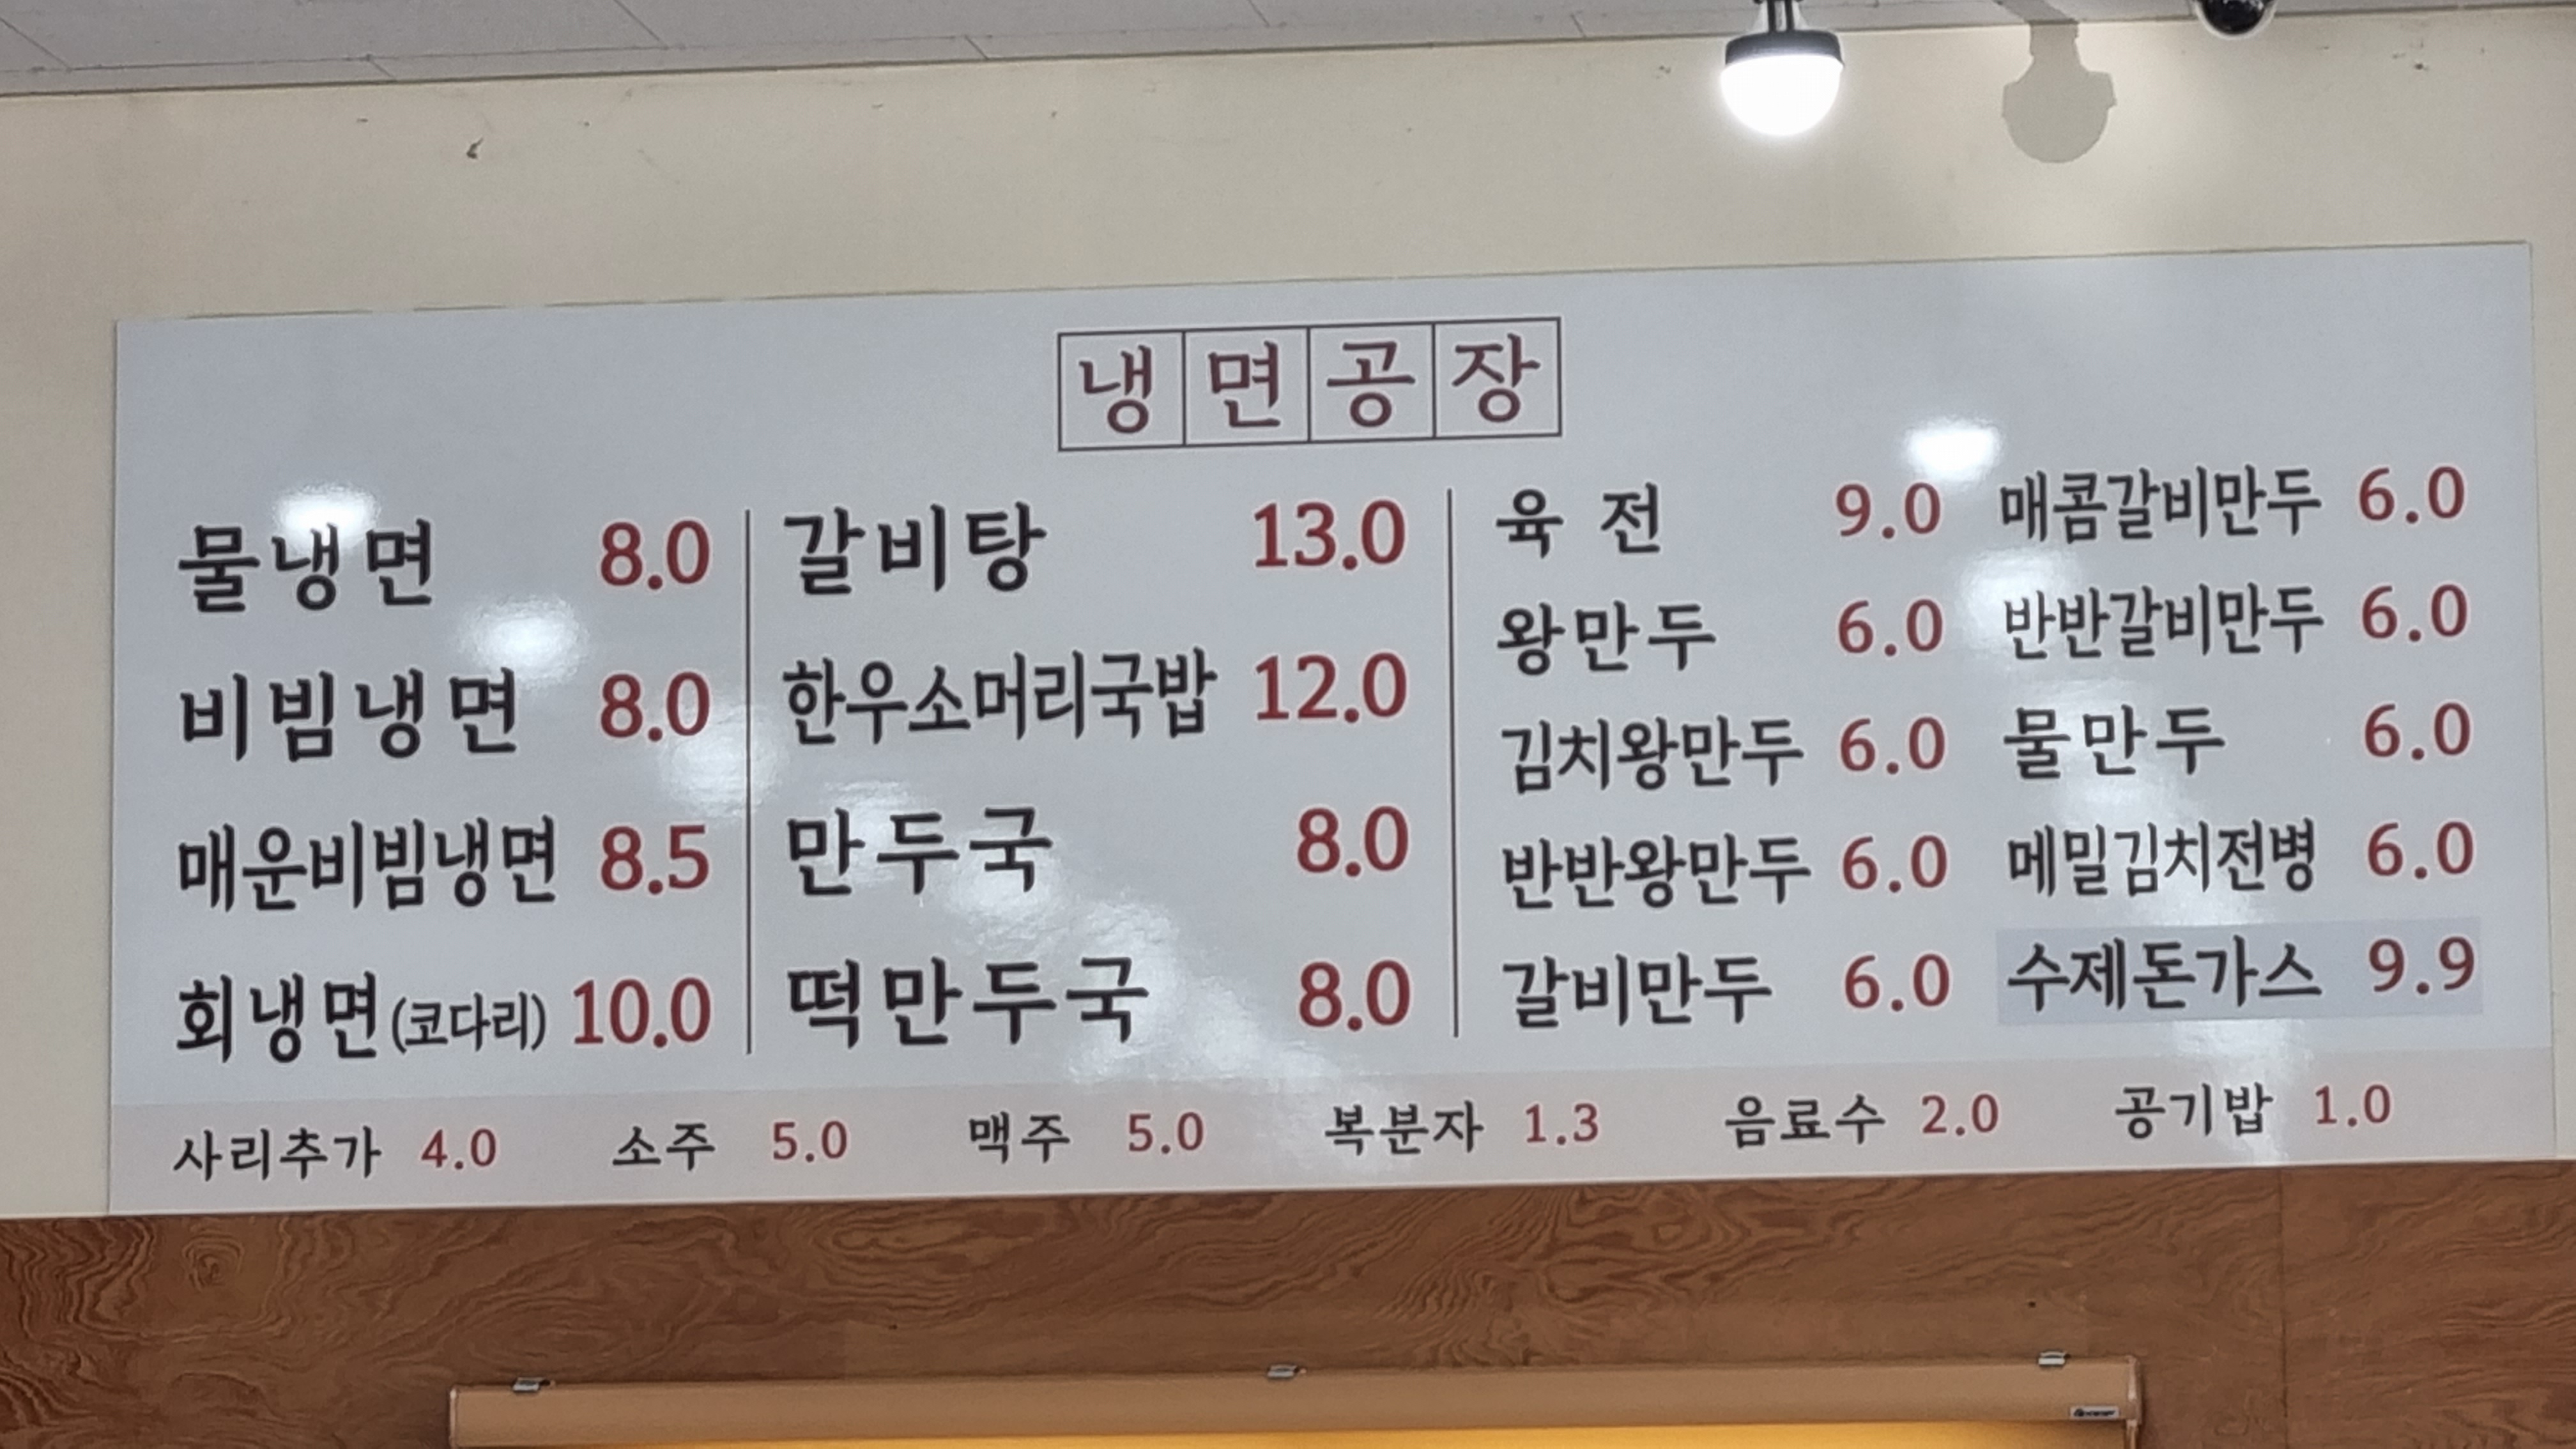 냉면공장
물냉면 8.0
비빔냉면 8.0
매운비빔냉면 8.5
회냉면(코다리) 10.0
갈비탕 13.0
한우소머리국밥 12.0
만두국 8.0
떡만두국 8.0
육전 9.0
왕만두 6.0
김치왕만두 6.0
반반왕만두 6.0
갈비만두 6.0
매콤갈비만두 6.0
반반갈비만두 6.0
물만두 6.0
메밀김치전병 6.0
수제돈가스 9.9
사리추가 4.0 소주 5.0 맥주 5.0 복분자 1.3 음료수 2.0 공기밥 1.0